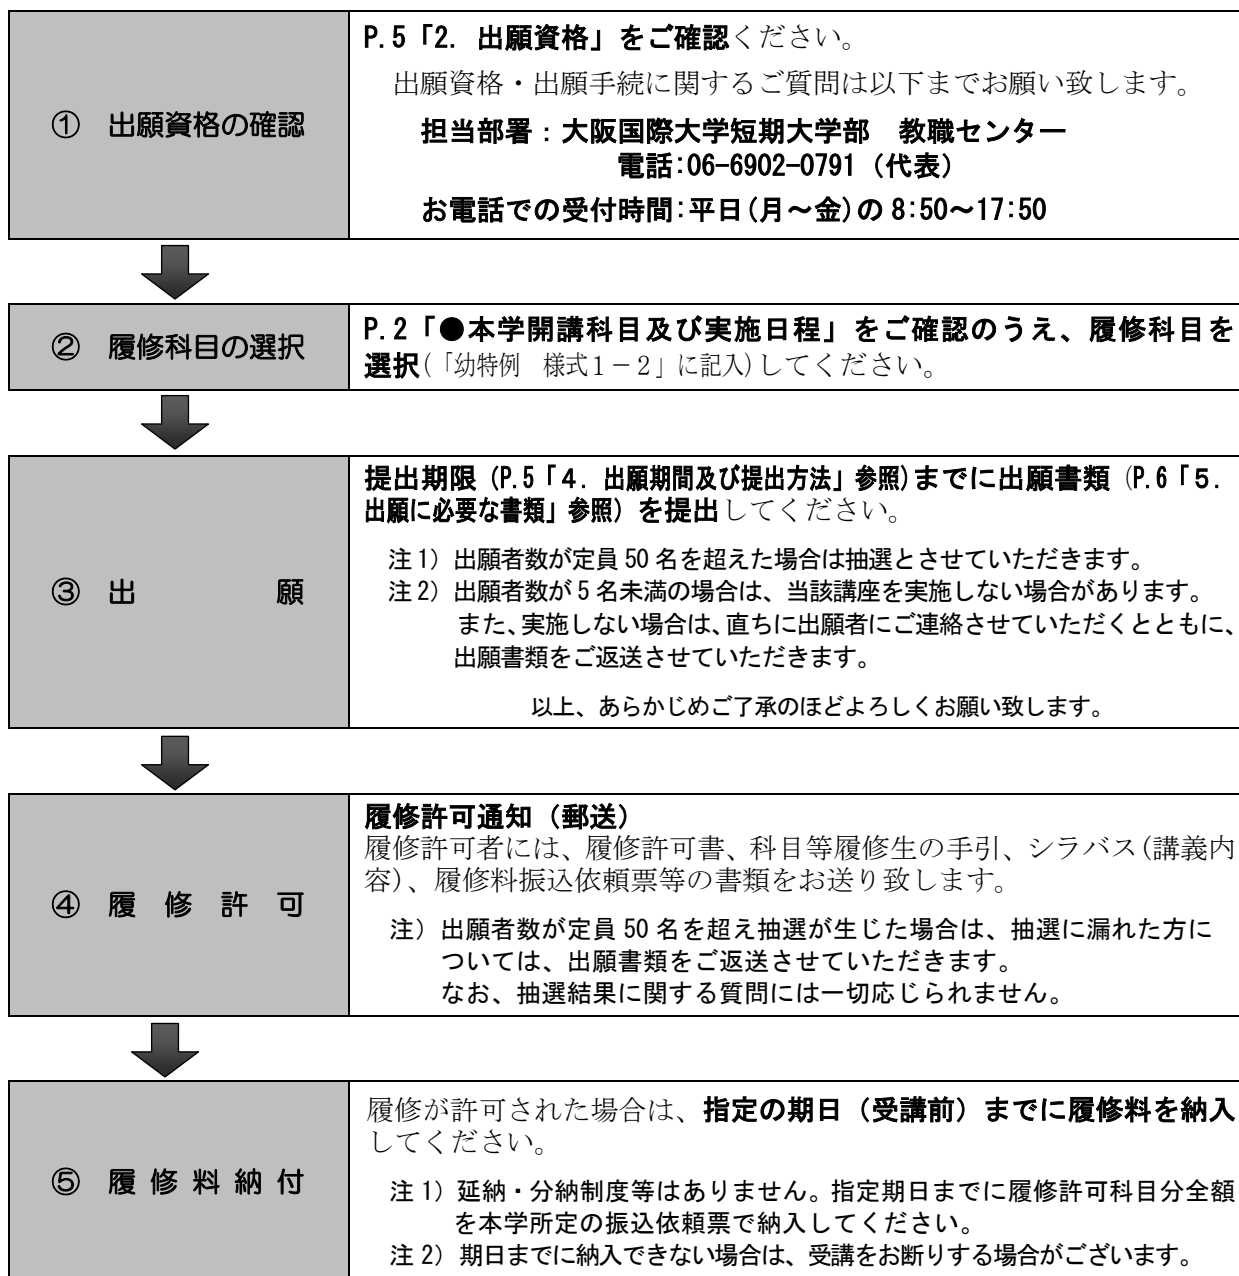 ① 出願資格の確認
P.5「2. 出願資格」をご確認ください。
出願資格・出願手続に関するご質問は以下までお願い致します。
担当部署：大阪国際大学短期大学部　教職センター
電話:06-6902-0791（代表）
お電話での受付時間:平日(月～金)の 8:50～17:50
② 履修科目の選択
P.2「●本学開講科目及び実施日程」をご確認のうえ、履修科目を
選択(「幼特例　様式１－２」に記入)してください。
③ 出　　　　願
提出期限（P.5「４. 出願期間及び提出方法」参照)までに出願書類（P.6「５.
出願に必要な書類」参照）を提出してください。
注 1）出願者数が定員 50 名を超えた場合は抽選とさせていただきます。
注 2）出願者数が 5 名未満の場合は、当該講座を実施しない場合があります。
また、実施しない場合は、直ちに出願者にご連絡させていただくとともに、
出願書類をご返送させていただきます。
以上、あらかじめご了承のほどよろしくお願い致します。
④ 履　修　許　可
履修許可通知（郵送）
履修許可者には、履修許可書、科目等履修生の手引、シラバス(講義内
容)、履修料振込依頼票等の書類をお送り致します。
注）出願者数が定員 50 名を超え抽選が生じた場合は、抽選に漏れた方に
ついては、出願書類をご返送させていただきます。
なお、抽選結果に関する質問には一切応じられません。
⑤ 履 修 料 納 付
履修が許可された場合は、指定の期日（受講前）までに履修料を納入
してください。
注 1）延納・分納制度等はありません。指定期日までに履修許可科目分全額
を本学所定の振込依頼票で納入してください。
注 2）期日までに納入できない場合は、受講をお断りする場合がございます。